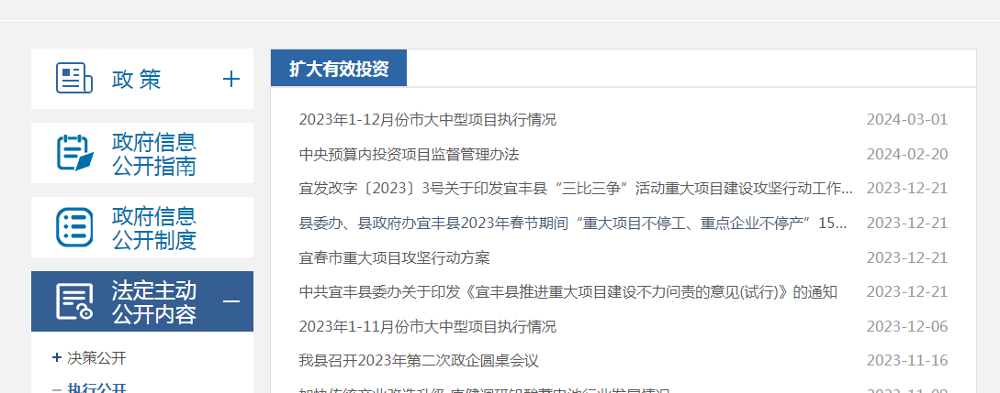 政 策
政府信息
公开指南
政府信息
公开制度
法定主动
公开内容
决策公开
执行公开
扩大有效投资
2023年1-12月份市大中型项目执行情况 2024-03-01
中央预算内投资项目监督管理办法 2024-02-20
宜发改字〔2023〕3号关于印发宜丰县“三比三争”活动重大项目建设攻坚行动工作... 2023-12-21
县委办、县政府办宜丰县2023年春节期间“重大项目不停工、重点企业不停产”15... 2023-12-21
宜春市重大项目攻坚行动方案 2023-12-21
中共宜丰县委办关于印发《宜丰县推进重大项目建设不力问责的意见(试行)》的通知 2023-12-21
2023年1-11月份市大中型项目执行情况 2023-12-06
我县召开2023年第二次政企圆桌会议 2023-11-16